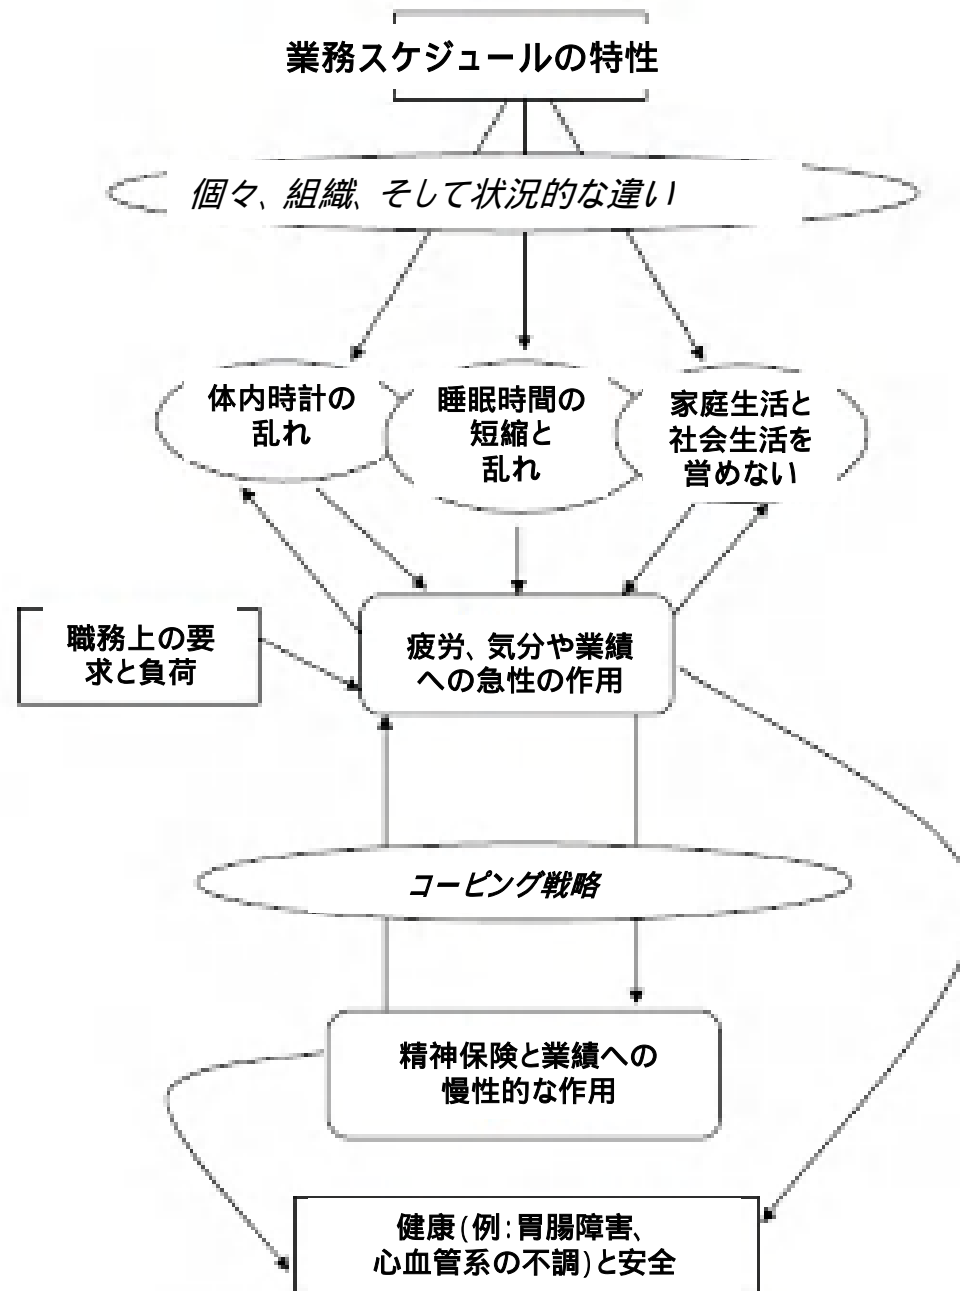 業務スケジュールの特性
個々、組織、そして状況的な違い
体内時計の
乱れ
睡眠時間の
短縮と
乱れ
家庭生活と
社会生活を
営めない
職務上の要
求と負荷
疲労、気分や業績
への急性の作用
コーピング戦略
精神保険と業績への
慢性的な作用
健康(例:胃腸障害、
心血管系の不調)と安全